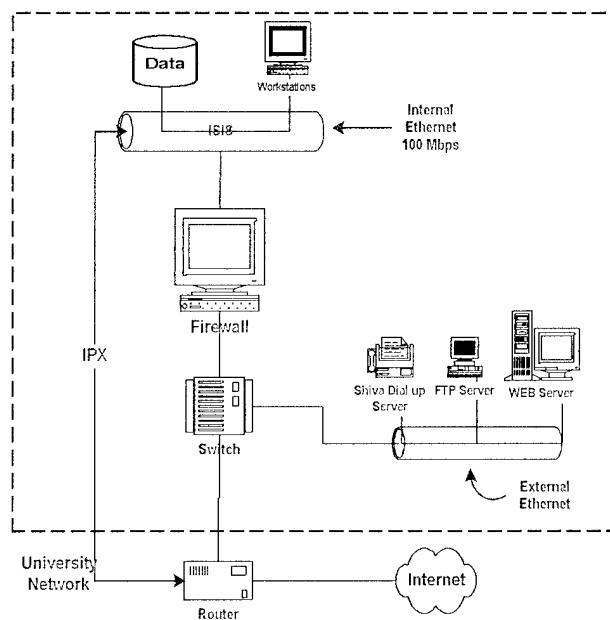 Data
Workstations
ISIS
Internal
Ethernet
100 Mbps
Firewall
IPX
Shiva Dial up
Server
FTP Server
WEB Server
Switch
External
Ethernet
University
Network
Router
Internet